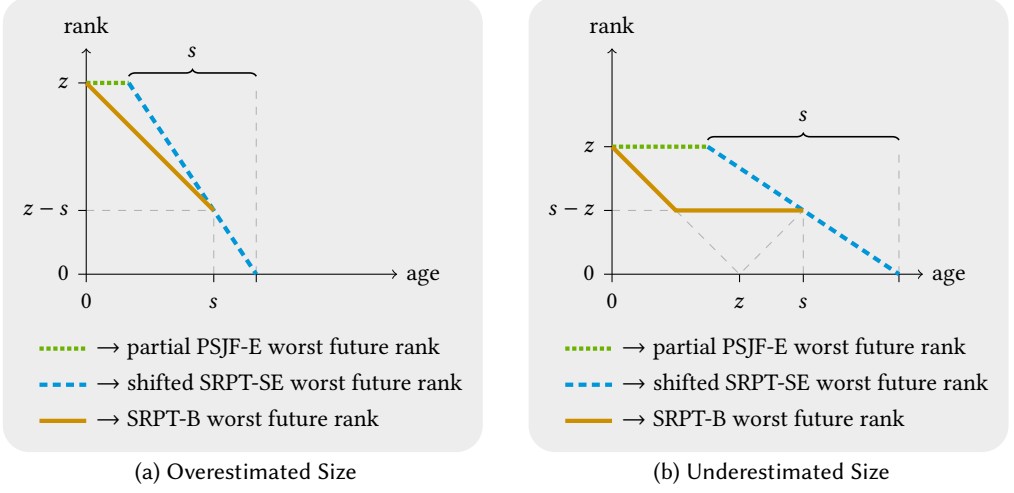 rank
s
z
z − s
0
age
0
s
→ partial PSJF-E worst future rank
→ shifted SRPT-SE worst future rank
→ SRPT-B worst future rank
(a) Overestimated Size
rank
s
z
s − z
0
age
0
z
s
→ partial PSJF-E worst future rank
→ shifted SRPT-SE worst future rank
→ SRPT-B worst future rank
(b) Underestimated Size